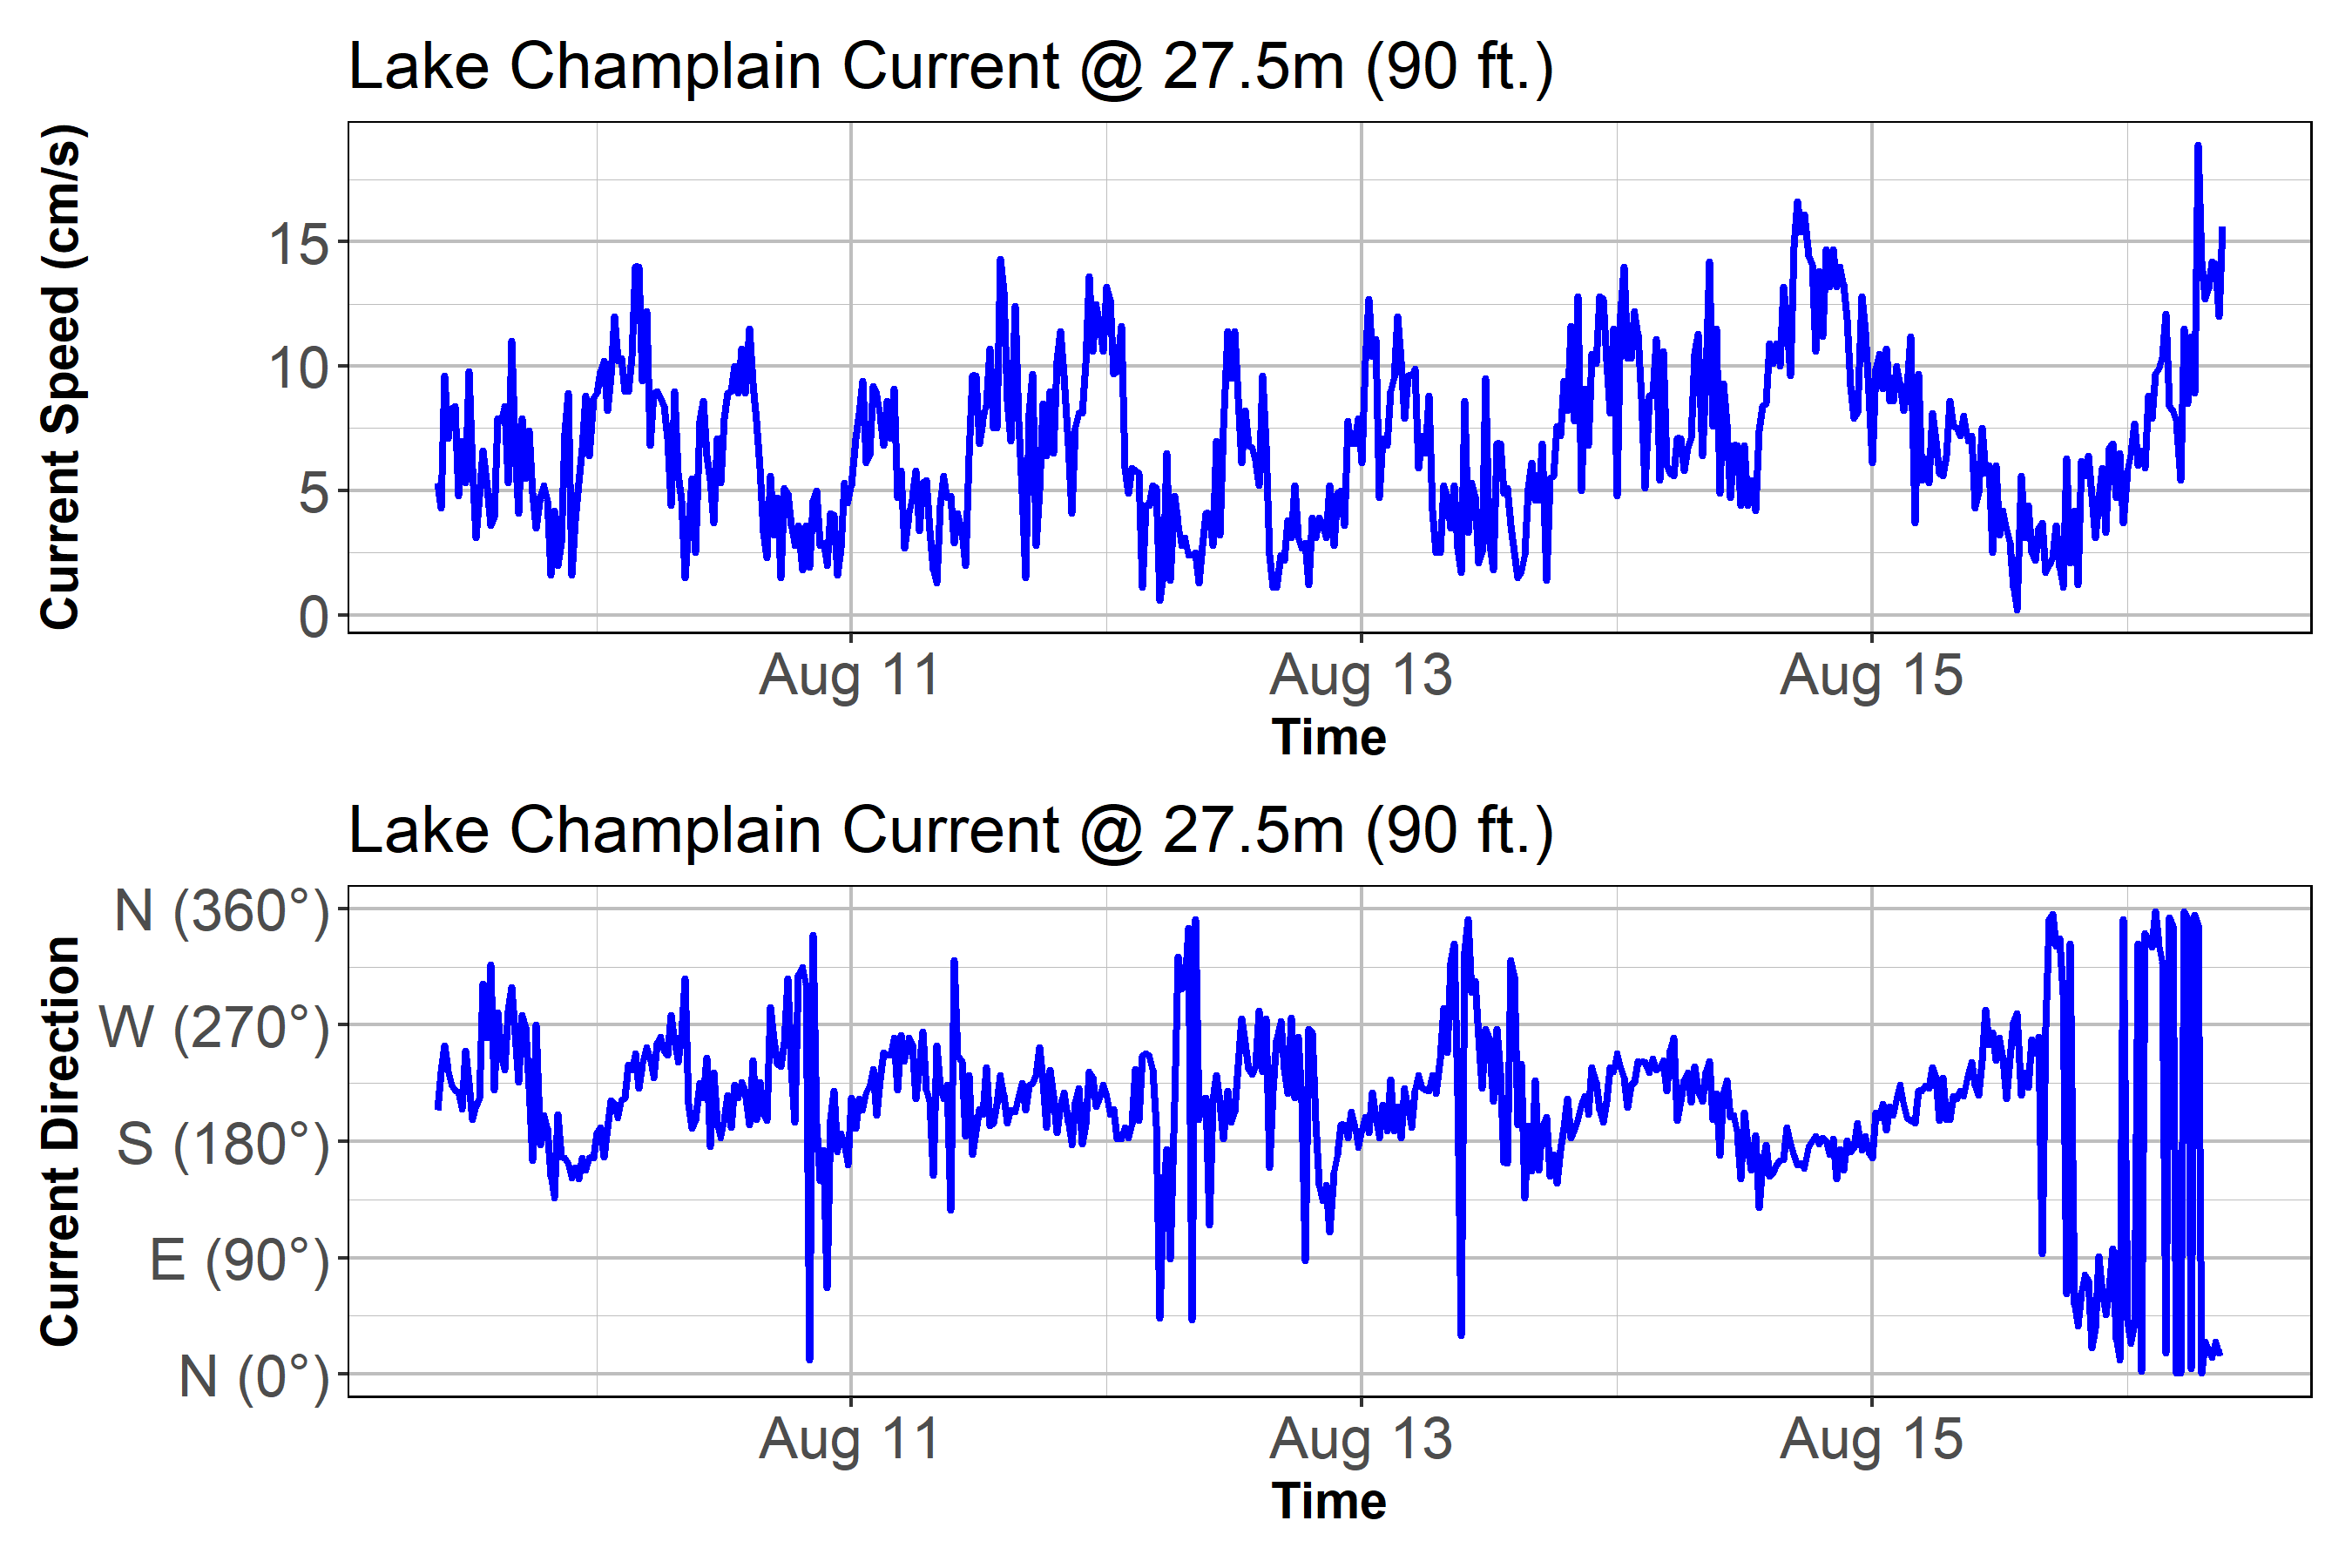 Lake Champlain Current @ 27.5m (90 ft.)
Current Speed (cm/s)
15
10
5
0
Aug 11 Aug 13 Aug 15
Time
Lake Champlain Current @ 27.5m (90 ft.)
Current Direction
N (360°)
W (270°)
S (180°)
E (90°)
N (0°)
Aug 11 Aug 13 Aug 15
Time